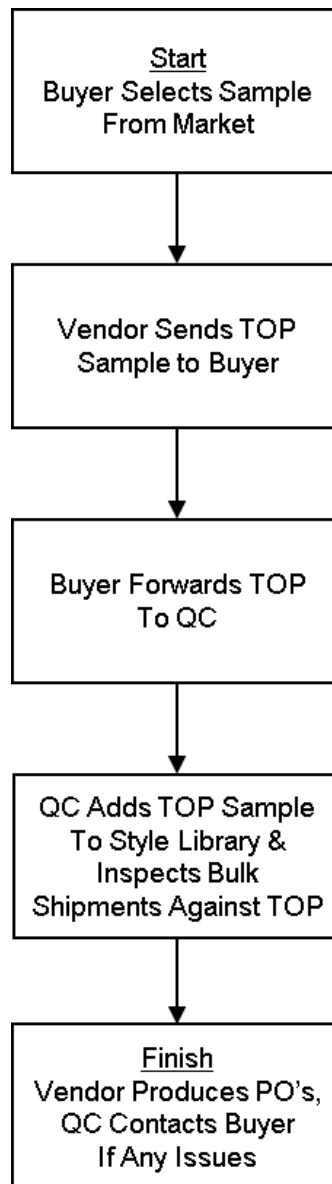 Start
Buyer Selects Sample
From Market
Vendor Sends TOP
Sample to Buyer
Buyer Forwards TOP
To QC
QC Adds TOP Sample
To Style Library &
Inspects Bulk
Shipments Against TOP
Finish
Vendor Produces PO's,
QC Contacts Buyer
If Any Issues